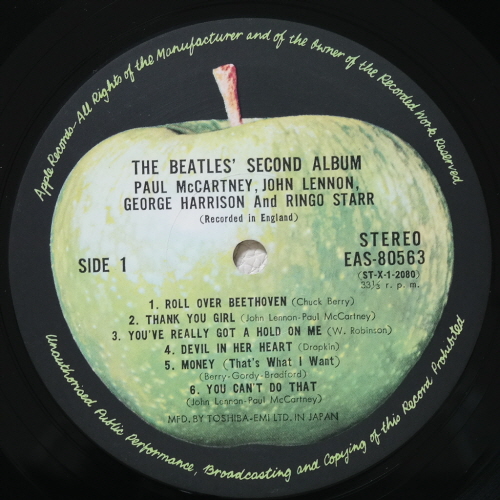 Apple Records-All Rights of the Manufacturer and of the Owner of the Recorded Work Reserved
THE BEATLES' SECOND ALBUM
PAUL McCARTNEY, JOHN LENNON,
GEORGE HARRISON And RINGO STARR
(Recorded in England)
SIDE 1
STEREO
EAS-80563
(ST-X-1-2080)
33⅓ r. p. m.
1. ROLL OVER BEETHOVEN (Chuck Berry)
2. THANK YOU GIRL (John Lennon-Paul McCartney)
3. YOU'VE REALLY GOT A HOLD ON ME (W. Robinson)
4. DEVIL IN HER HEART (Drapkin)
5. MONEY (That's What I Want)
(Berry-Gordy-Bradford)
6. YOU CAN'T DO THAT
(John Lennon-Paul McCartney)
MFD. BY TOSHIBA-EMI LTD. IN JAPAN
Unauthorised Public Performance, Broadcasting and Copying of this Record Prohibited